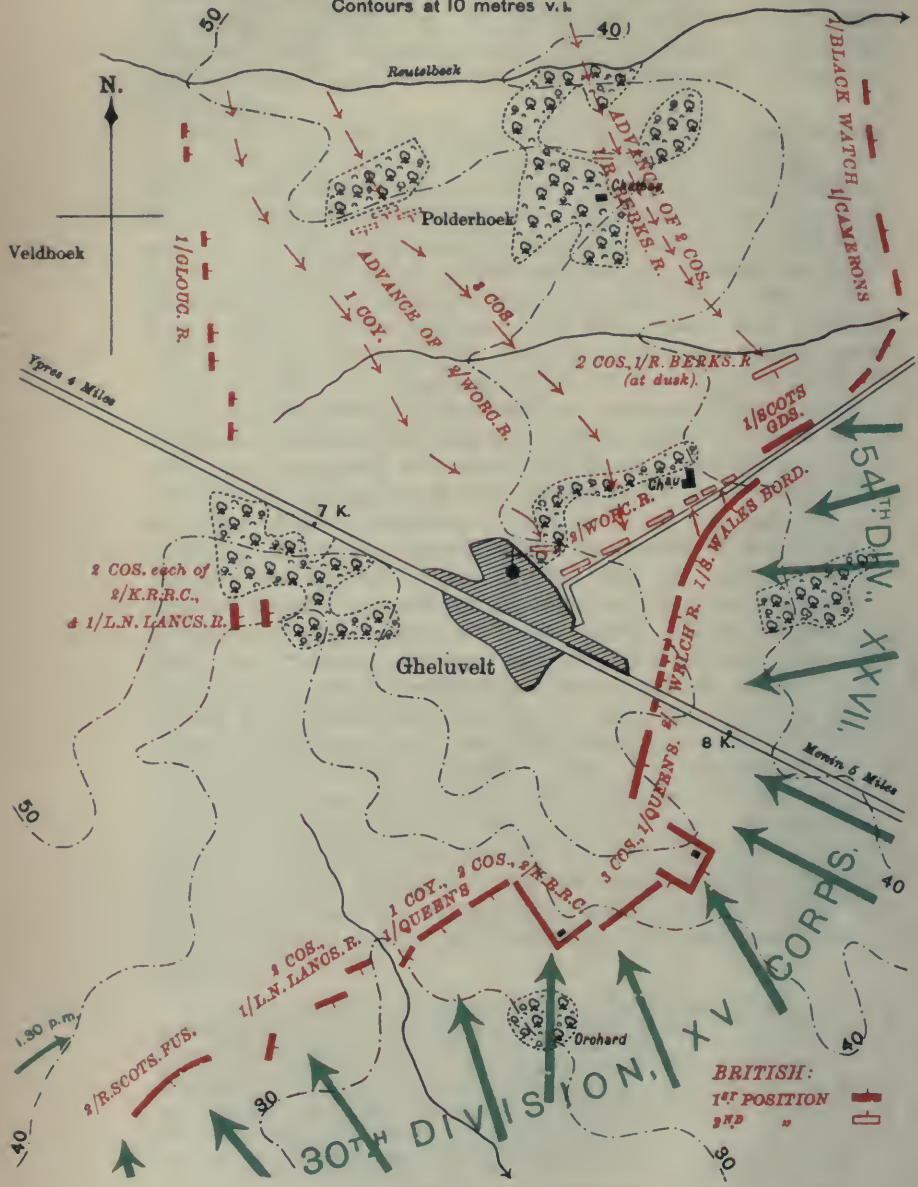 Contours at 10 metres v.i.
50
40
Reutelbeek
N.
1/BLACK WATCH
1/CAMERONS
ADVANCE OF 2 COS.,
1/R. BERKS. R.
Chateau
Polderhoek
Veldhoek
1/GLOUC. R.
ADVANCE OF
2/WORC. R.
1 COY.
3 COS.
Ypres 4 Miles
2 COS., 1/R. BERKS. R
(at dusk).
1/SCOTS
GDS.
54TH DIV., XXVII.
Chau
2/WORC. R.
1/S. WALES BORD.
7 K.
2 COS. each of
2/K.R.R.C.,
& 1/L.N. LANCS. R.
Gheluvelt
2/WELCH R.
8 K.
Menin 5 Miles
50
3 COS., 1/QUEEN'S.
40
1 COY., 2 COS., 2/K.R.R.C.
1/QUEEN'S
2 COS.,
1/L.N. LANCS. R.
2/R. SCOTS. FUS.
1.30 p.m.
Orchard
30TH DIVISION, XV CORPS.
40
30
40
30
BRITISH:
1ST POSITION
2ND "